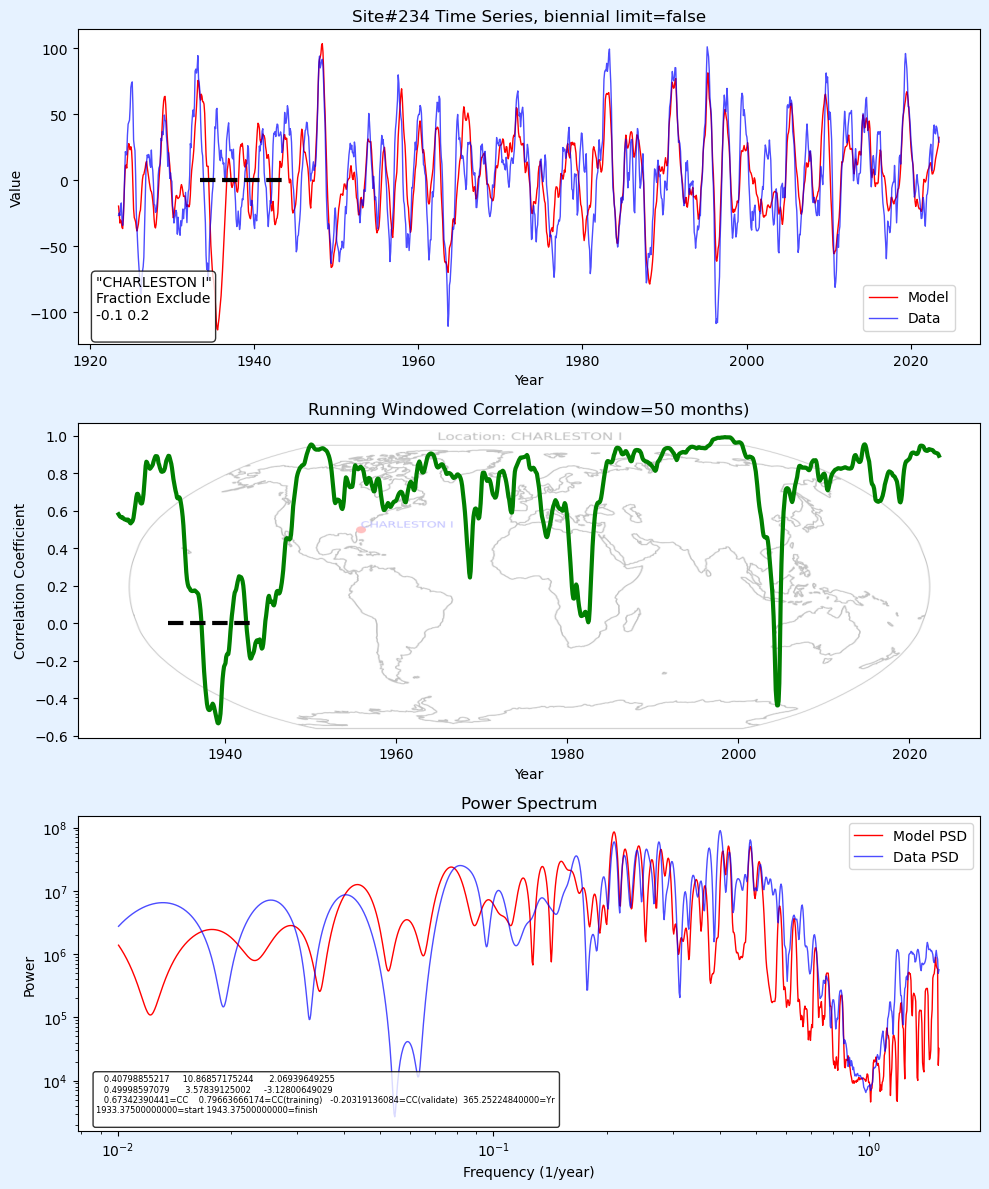 Site#234 Time Series, biennial limit=false
100
50
0
−50
−100
Value
"CHARLESTON I"
Fraction Exclude
-0.1 0.2
Model
Data
1920 1940 1960 1980 2000 2020
Year
Running Windowed Correlation (window=50 months)
Location: CHARLESTON I
CHARLESTON I
1.0
0.8
0.6
0.4
0.2
0.0
−0.2
−0.4
−0.6
Correlation Coefficient
1940 1960 1980 2000 2020
Year
Power Spectrum
Model PSD
Data PSD
10⁸
10⁷
10⁶
10⁵
10⁴
Power
0.40798855217 10.86857175244 2.06939649255
0.49998597079 3.57839125002 -3.12800649029
0.67342390441=CC 0.79663666174=CC(training) -0.20319136084=CC(validate) 365.25224840000=Yr
1933.37500000000=start 1943.37500000000=finish
10⁻² 10⁻¹ 10⁰
Frequency (1/year)